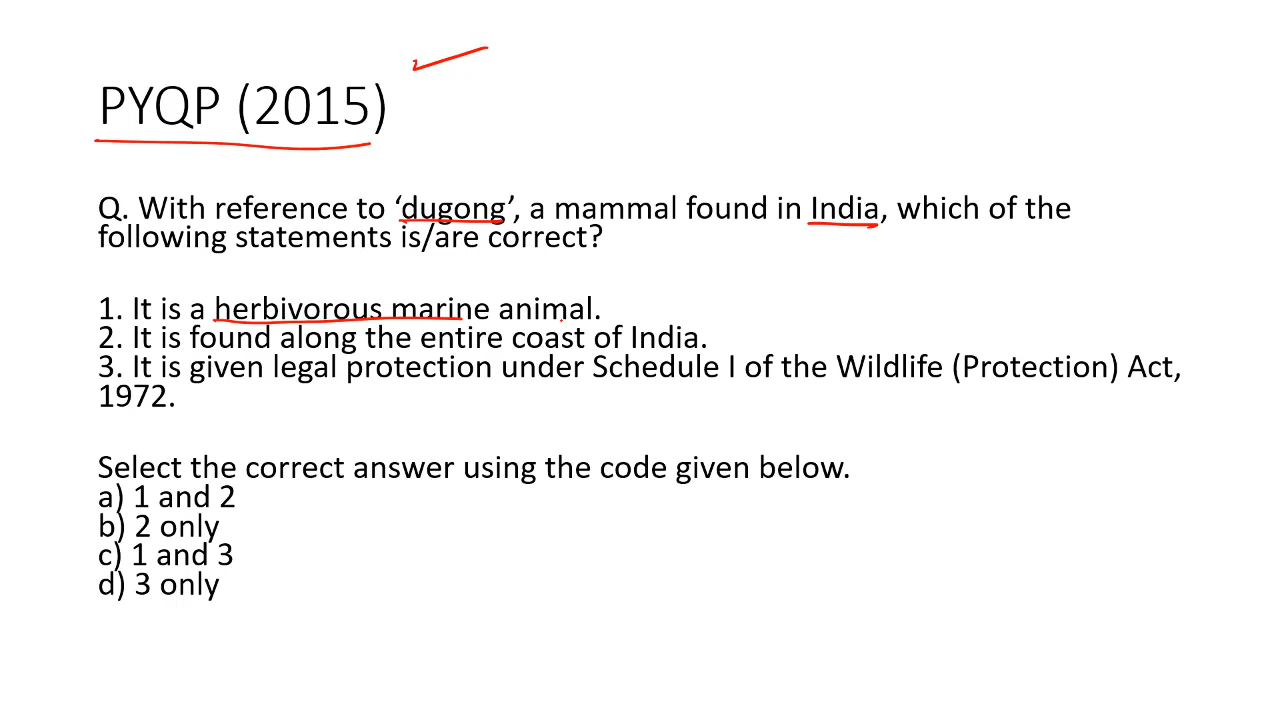 PYQP (2015)
Q. With reference to ‘dugong’, a mammal found in India, which of the
following statements is/are correct?
1. It is a herbivorous marine animal.
2. It is found along the entire coast of India.
3. It is given legal protection under Schedule I of the Wildlife (Protection) Act,
1972.
Select the correct answer using the code given below.
a) 1 and 2
b) 2 only
c) 1 and 3
d) 3 only